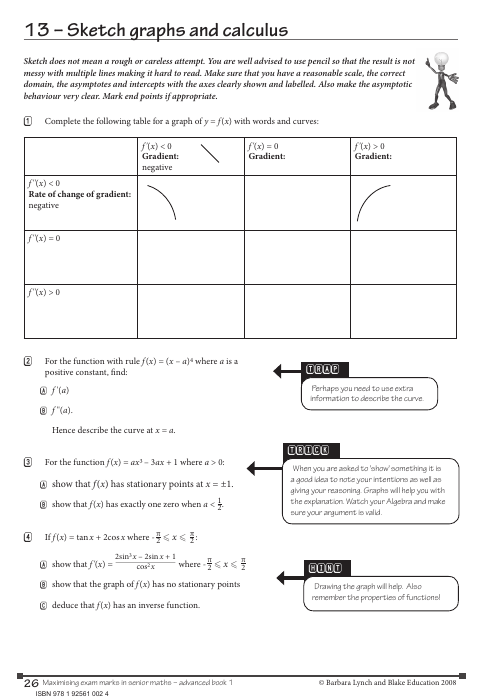 13 – Sketch graphs and calculus
Sketch does not mean a rough or careless attempt. You are well advised to use pencil so that the result is not
messy with multiple lines making it hard to read. Make sure that you have a reasonable scale, the correct
domain, the asymptotes and intercepts with the axes clearly shown and labelled. Also make the asymptotic
behaviour very clear. Mark end points if appropriate.
1 Complete the following table for a graph of y = f(x) with words and curves:
f′(x) < 0
Gradient:
negative
f′(x) = 0
Gradient:
f′(x) > 0
Gradient:
f″(x) < 0
Rate of change of gradient:
negative
f″(x) = 0
f″(x) > 0
2 For the function with rule f(x) = (x – a)⁴ where a is a
positive constant, find:
A f′(a)
B f″(a).
Hence describe the curve at x = a.
TRAP
Perhaps you need to use extra
information to describe the curve.
3 For the function f(x) = ax³ – 3ax + 1 where a > 0:
A show that f(x) has stationary points at x = ±1.
B show that f(x) has exactly one zero when a < 1/2.
TRICK
When you are asked to 'show' something it is
a good idea to note your intentions as well as
giving your reasoning. Graphs will help you with
the explanation. Watch your Algebra and make
sure your argument is valid.
4 If f(x) = tan x + 2cos x where -π/2 ⩽ x ⩽ π/2:
A show that f′(x) = (2sin³x – 2sin x + 1)/cos²x where -π/2 ⩽ x ⩽ π/2
B show that the graph of f(x) has no stationary points
C deduce that f(x) has an inverse function.
HINT
Drawing the graph will help. Also
remember the properties of functions!
26 Maximising exam marks in senior maths – advanced book 1
© Barbara Lynch and Blake Education 2008
ISBN 978 1 92561 002 4